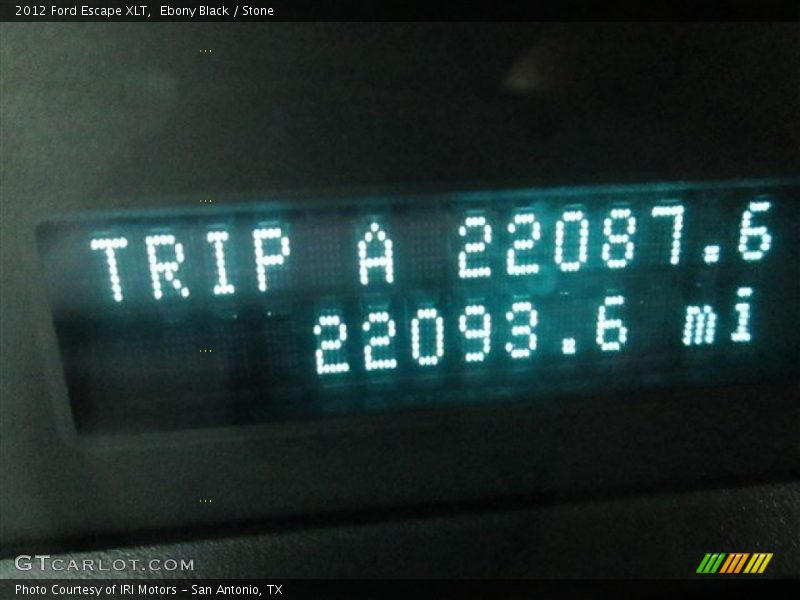 2012 Ford Escape XLT, Ebony Black / Stone
TRIP A 22087.6
22093.6 mi
GTCARLOT.COM
Photo Courtesy of IRI Motors – San Antonio, TX